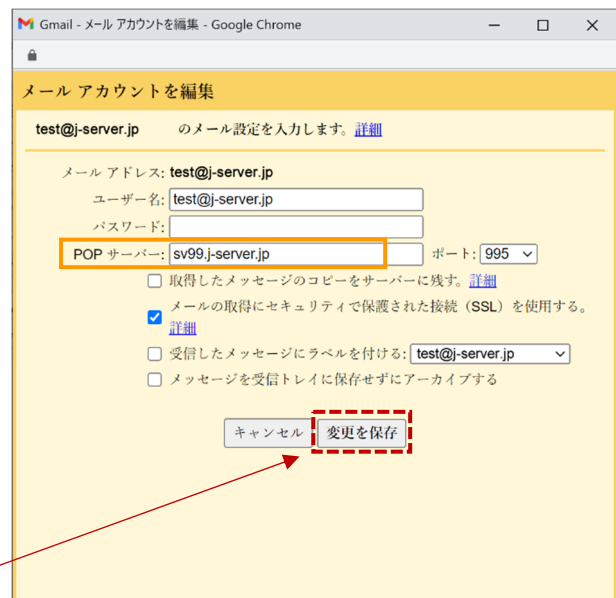 Gmail - メール アカウントを編集 - Google Chrome
メール アカウントを編集
test@j-server.jp のメール設定を入力します。詳細
メール アドレス: test@j-server.jp
ユーザー名: test@j-server.jp
パスワード:
POP サーバー: sv99.j-server.jp ポート: 995
取得したメッセージのコピーをサーバーに残す。詳細
メールの取得にセキュリティで保護された接続（SSL）を使用する。
詳細
受信したメッセージにラベルを付ける: test@j-server.jp
メッセージを受信トレイに保存せずにアーカイブする
キャンセル 変更を保存